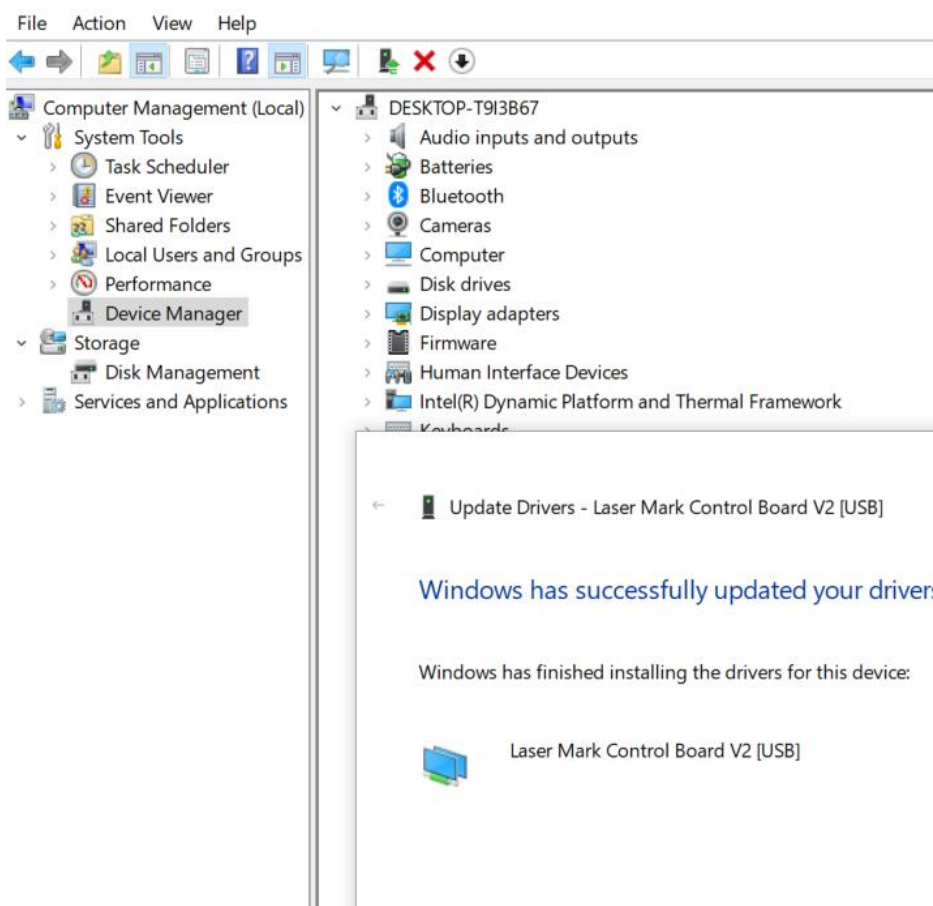 File Action View Help
Computer Management (Local)
System Tools
Task Scheduler
Event Viewer
Shared Folders
Local Users and Groups
Performance
Device Manager
Storage
Disk Management
Services and Applications
DESKTOP-T9I3B67
Audio inputs and outputs
Batteries
Bluetooth
Cameras
Computer
Disk drives
Display adapters
Firmware
Human Interface Devices
Intel(R) Dynamic Platform and Thermal Framework
Keyboards
Update Drivers - Laser Mark Control Board V2 [USB]
Windows has successfully updated your drivers
Windows has finished installing the drivers for this device:
Laser Mark Control Board V2 [USB]